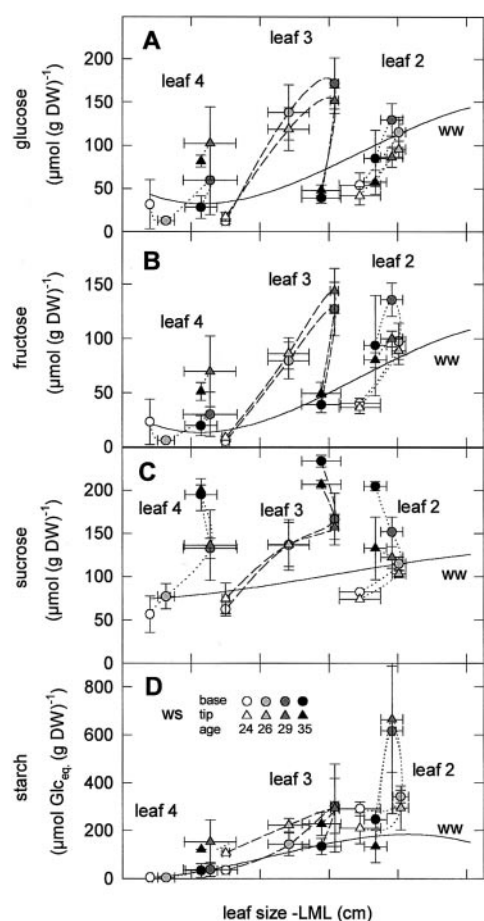 A
leaf 3
leaf 2
leaf 4
ww
glucose
(µmol (g DW)⁻¹)
200
150
100
50
0
B
leaf 3
leaf 2
leaf 4
ww
fructose
(µmol (g DW)⁻¹)
150
100
50
0
C
leaf 4
leaf 3
leaf 2
ww
sucrose
(µmol (g DW)⁻¹)
200
150
100
50
0
D
base
ws tip
age 24 26 29 35
leaf 3
leaf 2
leaf 4
ww
starch
(µmol Glc eq. (g DW)⁻¹)
800
600
400
200
0
leaf size -LML (cm)